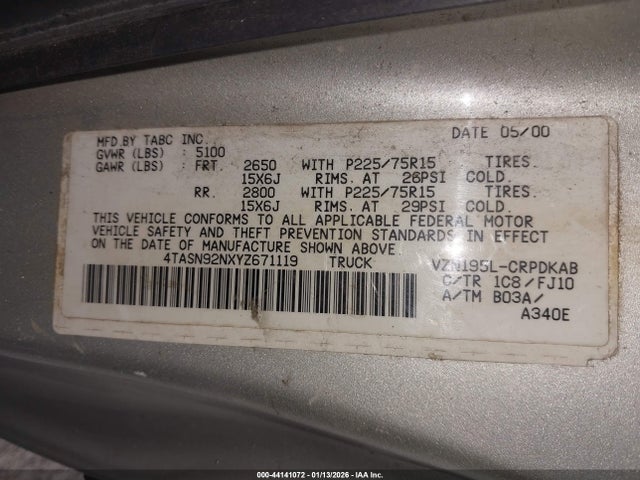 MFD.BY TABC INC. DATE 05/00
GVWR (LBS) : 5100
GAWR (LBS) : FRT. 2650 WITH P225/75R15 TIRES.
15X6J RIMS. AT 26PSI COLD.
RR. 2800 WITH P225/75R15 TIRES.
15X6J RIMS. AT 29PSI COLD.
THIS VEHICLE CONFORMS TO ALL APPLICABLE FEDERAL MOTOR
VEHICLE SAFETY AND THEFT PREVENTION STANDARDS IN EFFECT
ON THE DATE OF MANUFACTURE SHOWN ABOVE
4TASN92NXYZ671119 TRUCK VZN195L-CRPDKAB
C/TR 1C8/FJ10
A/TM B03A/
A340E
000-44141072 - 01/13/2026 - IAA Inc.